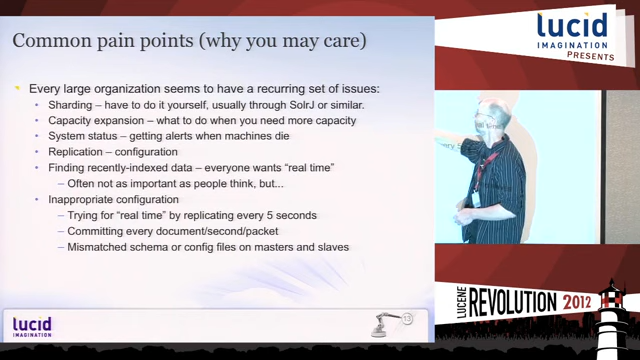 Common pain points (why you may care)
Every large organization seems to have a recurring set of issues:
• Sharding – have to do it yourself, usually through SolrJ or similar.
• Capacity expansion – what to do when you need more capacity
• System status – getting alerts when machines die
• Replication – configuration
• Finding recently-indexed data – everyone wants “real time”
– Often not as important as people think, but...
• Inappropriate configuration
– Trying for “real time” by replicating every 5 seconds
– Committing every document/second/packet
– Mismatched schema or config files on masters and slaves
lucid
IMAGINATION
13
lucid
IMAGINATION
PRESENTS
LUCENE
REVOLUTION 2012